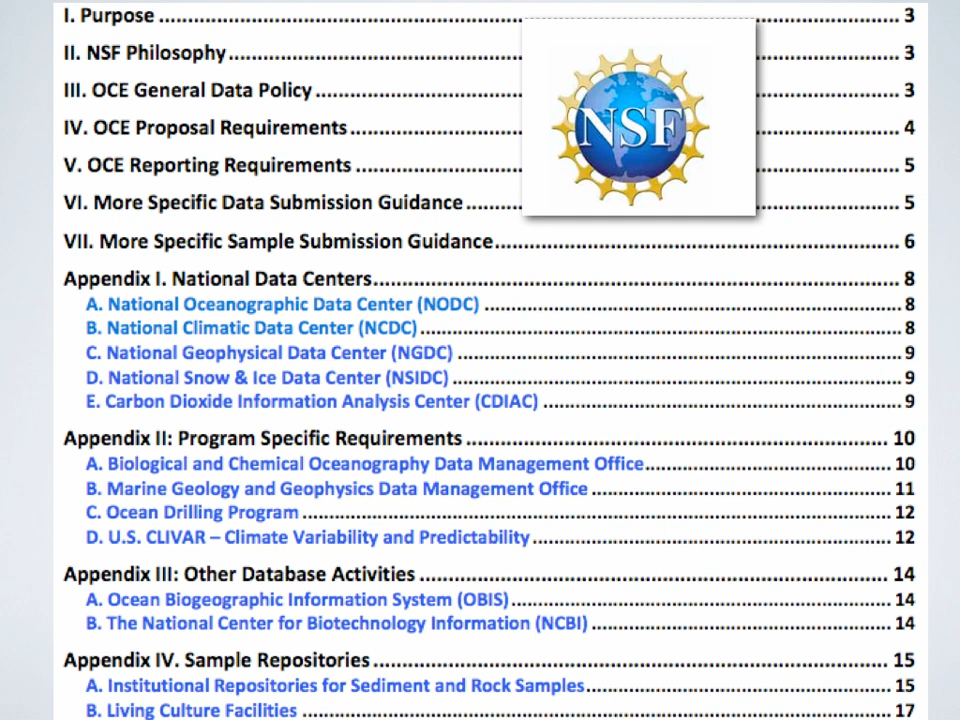 I. Purpose ........................................................ 3
II. NSF Philosophy ........................................................ 3
III. OCE General Data Policy ........................................................ 3
IV. OCE Proposal Requirements ........................................................ 4
V. OCE Reporting Requirements ........................................................ 5
VI. More Specific Data Submission Guidance ........................................................ 5
NSF
VII. More Specific Sample Submission Guidance ........................................................ 6
Appendix I. National Data Centers ........................................................ 8
A. National Oceanographic Data Center (NODC) ........................................................ 8
B. National Climatic Data Center (NCDC) ........................................................ 8
C. National Geophysical Data Center (NGDC) ........................................................ 9
D. National Snow & Ice Data Center (NSIDC) ........................................................ 9
E. Carbon Dioxide Information Analysis Center (CDIAC) ........................................................ 9
Appendix II: Program Specific Requirements ........................................................ 10
A. Biological and Chemical Oceanography Data Management Office ........................................................ 10
B. Marine Geology and Geophysics Data Management Office ........................................................ 11
C. Ocean Drilling Program ........................................................ 12
D. U.S. CLIVAR – Climate Variability and Predictability ........................................................ 12
Appendix III: Other Database Activities ........................................................ 14
A. Ocean Biogeographic Information System (OBIS) ........................................................ 14
B. The National Center for Biotechnology Information (NCBI) ........................................................ 14
Appendix IV. Sample Repositories ........................................................ 15
A. Institutional Repositories for Sediment and Rock Samples ........................................................ 15
B. Living Culture Facilities ........................................................ 17